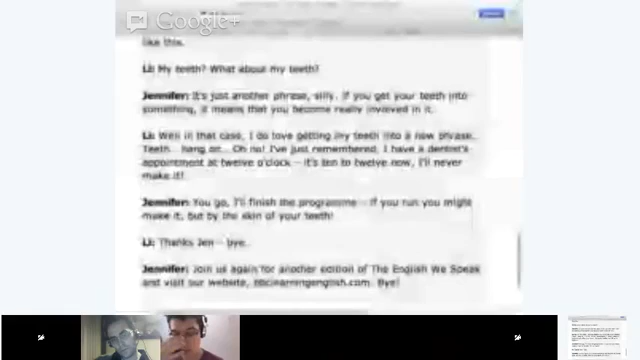 Google+
like this.
Li: My teeth? What about my teeth?
Jennifer: It's just another phrase, silly. If you get your teeth into
something, it means that you become really involved in it.
Li: Well in that case, I do love getting my teeth into a new phrase.
Teeth... hang on... Oh no! I've just remembered, I have a dentist's
appointment at twelve o'clock – it's ten to twelve now, I'll never
make it!
Jennifer: You go, I'll finish the programme – if you run you might
make it, but by the skin of your teeth!
Li: Thanks Jen – bye.
Jennifer: Join us again for another edition of The English We Speak
and visit our website, bbclearningenglish.com. Bye!